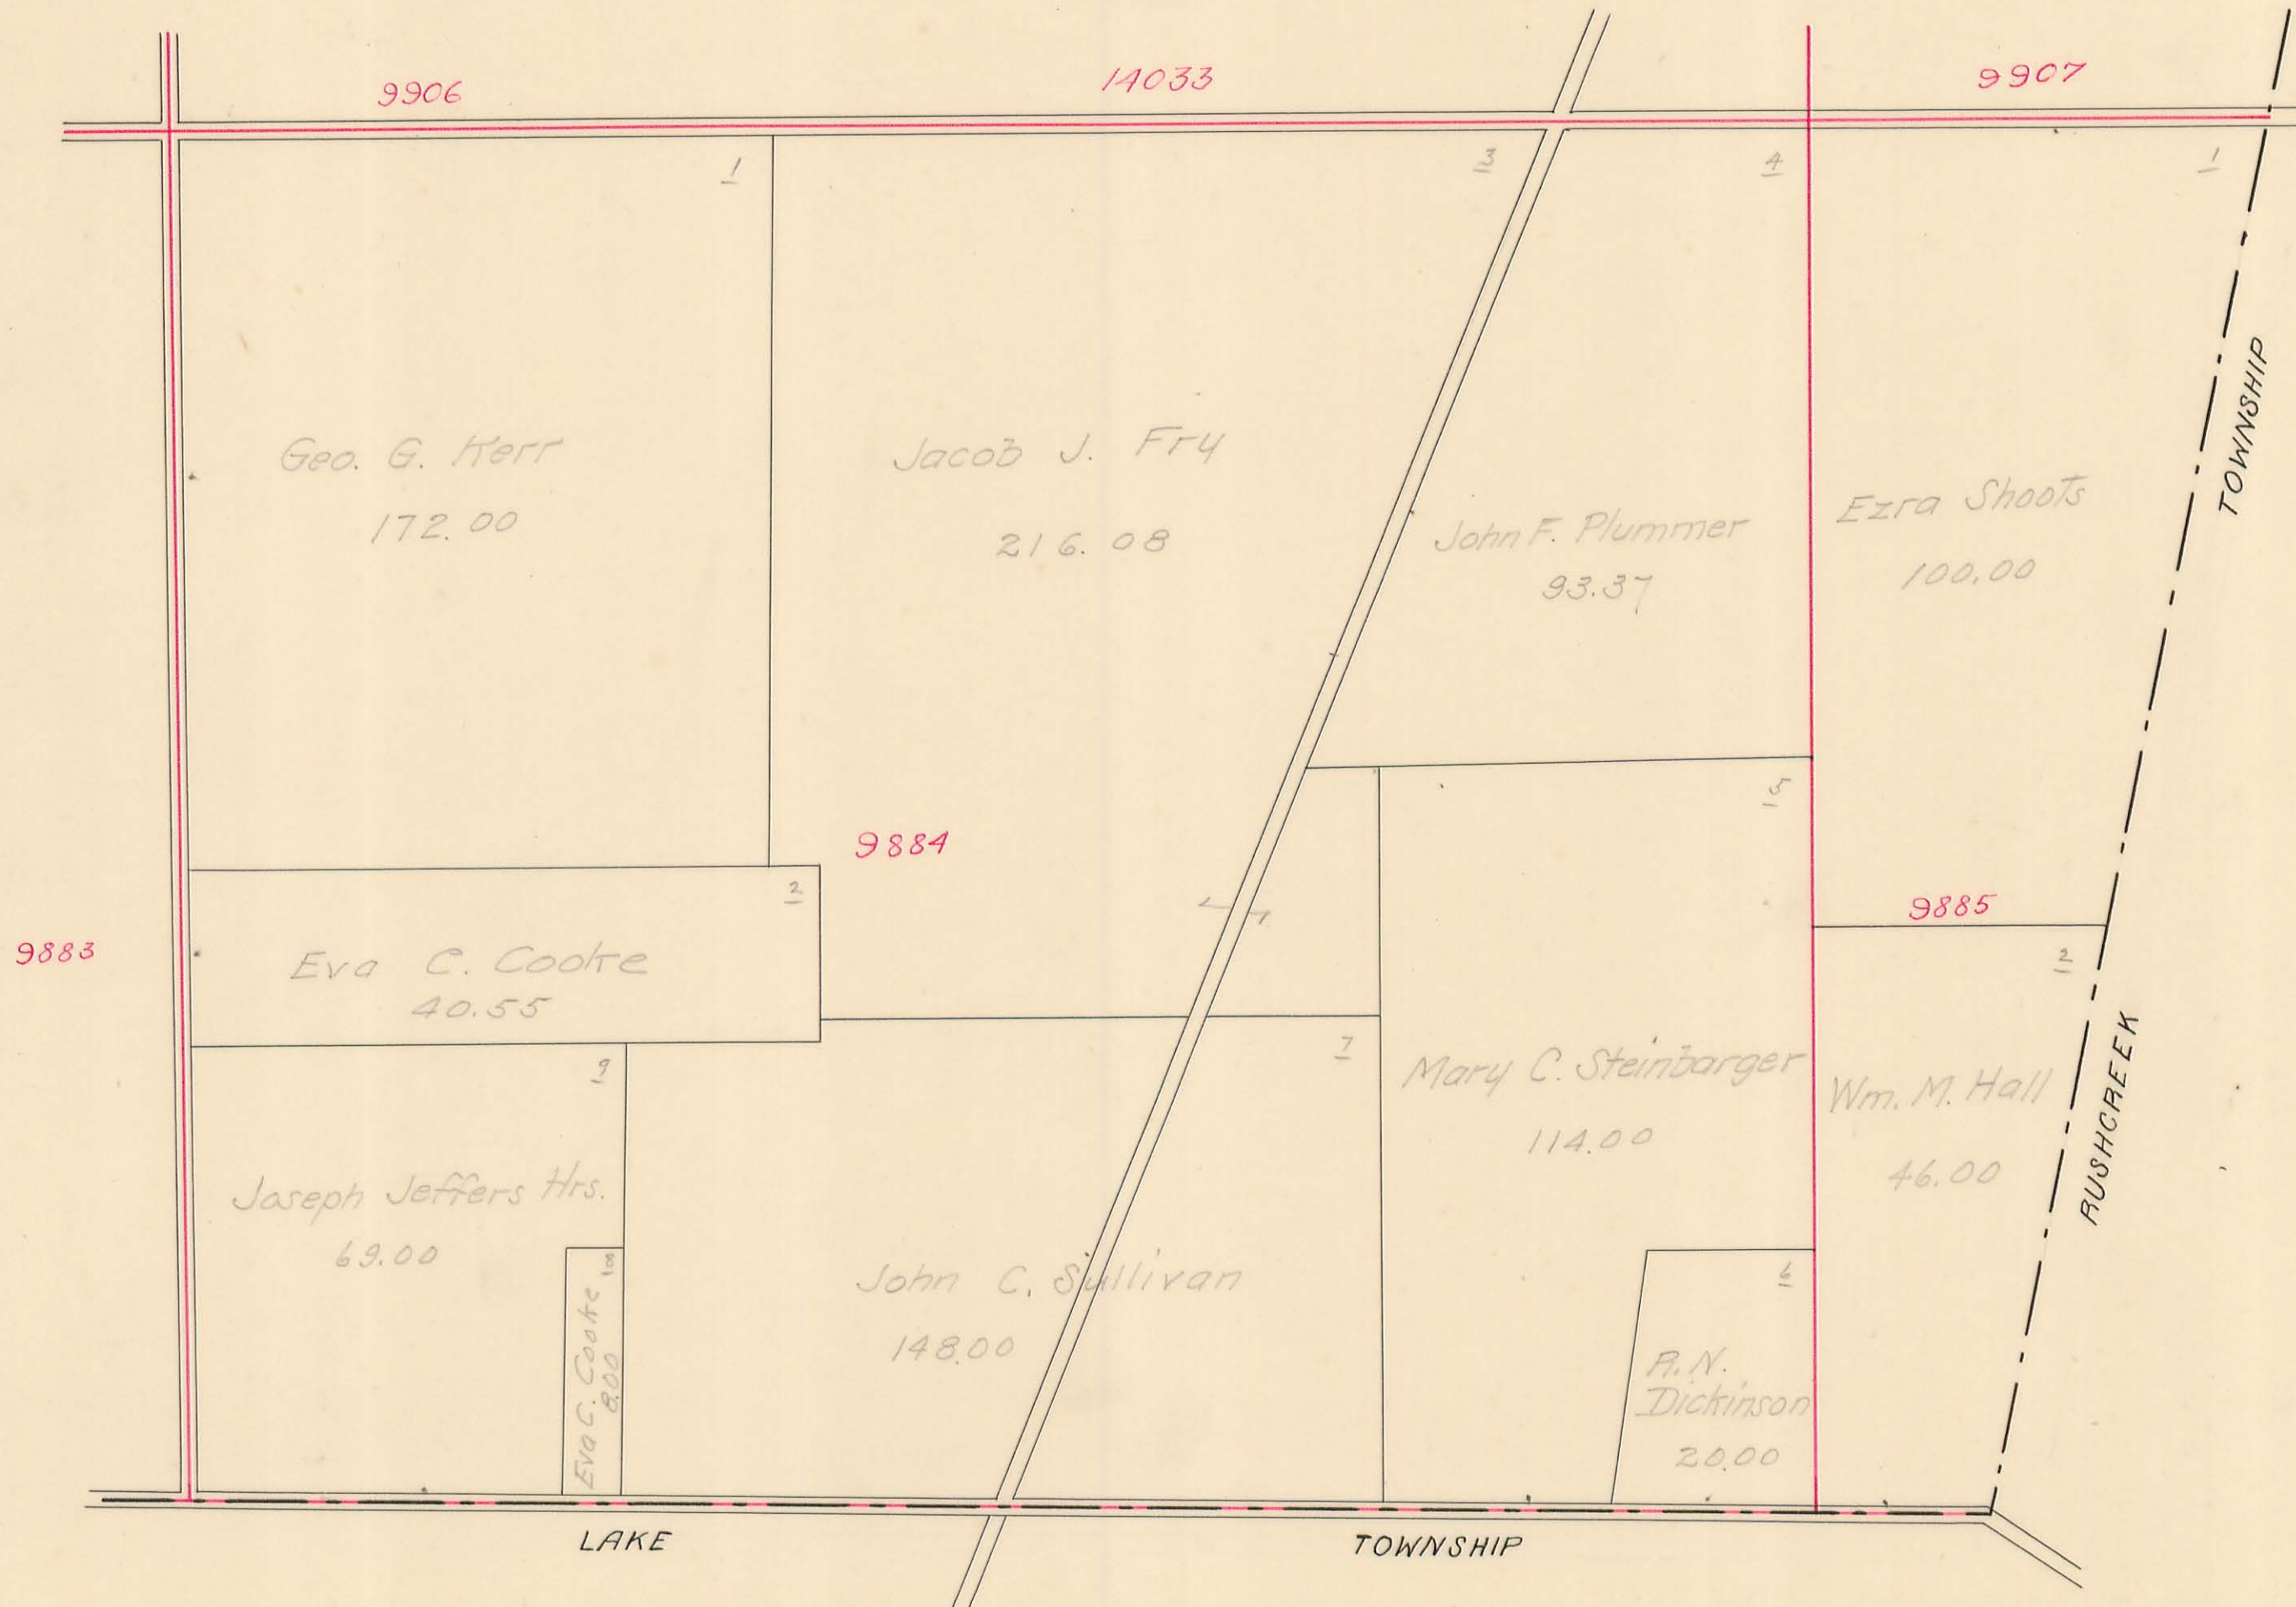 9906
14033
9907
1
3
4
1
Geo. G. Kerr
172.00
Jacob J. Fry
216.08
John F. Plummer
93.37
Ezra Shoots
100.00
TOWNSHIP
9884
5
2
9885
2
9883
Eva C. Cooke
40.55
9
7
Mary C. Steinbarger
114.00
Wm. M. Hall
46.00
RUSHCREEK
Joseph Jeffers Hrs.
69.00
8
Eva C. Cooke
8.00
John C. Sullivan
148.00
6
R. N.
Dickinson
20.00
LAKE TOWNSHIP